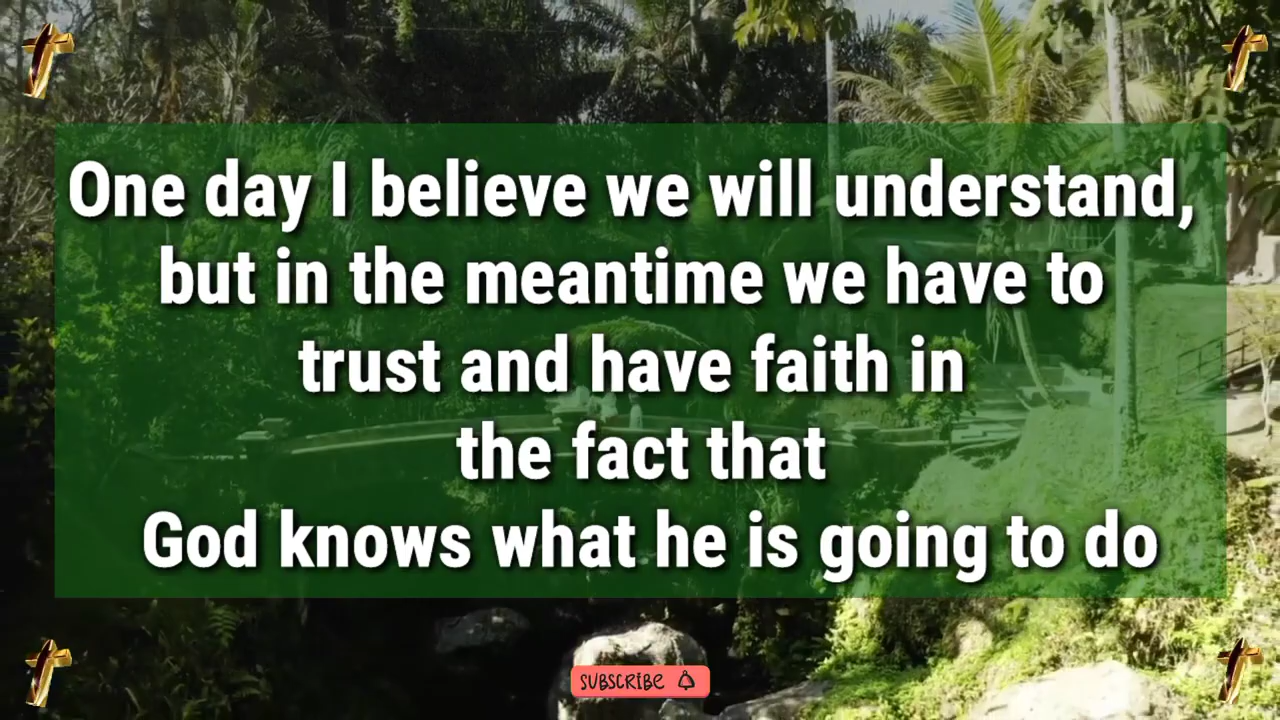 One day I believe we will understand,
but in the meantime we have to
trust and have faith in
the fact that
God knows what he is going to do
SUBSCRIBE